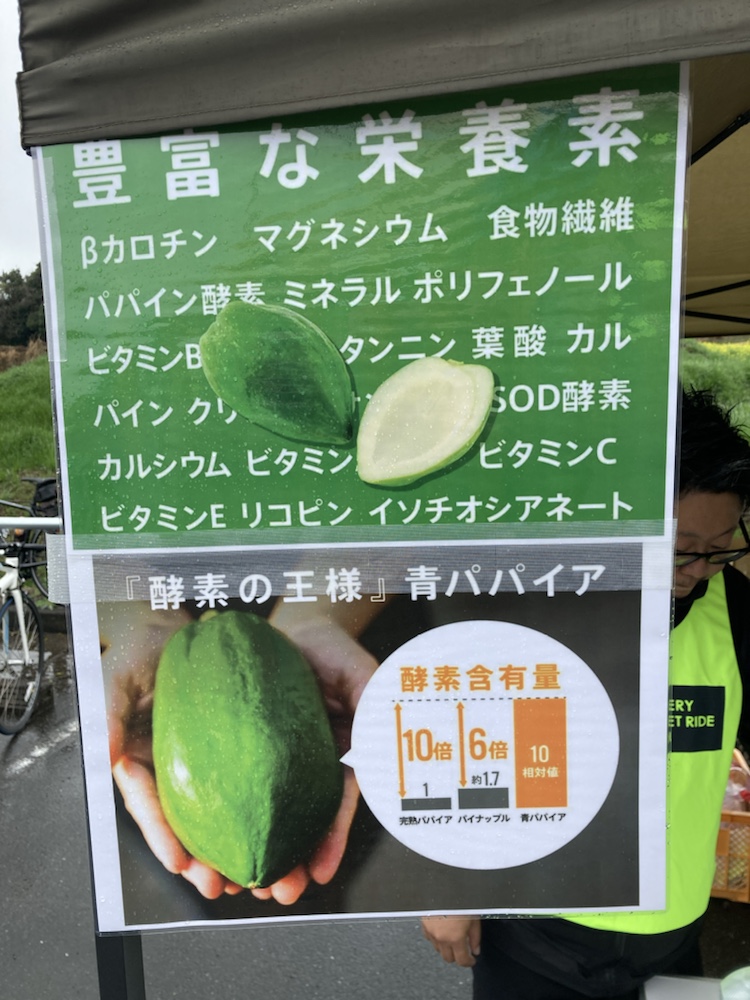 豊富な栄養素
βカロチン マグネシウム 食物繊維
パパイン酵素 ミネラル ポリフェノール
ビタミンB タンニン 葉酸 カル
パイン クリ SOD酵素
カルシウム ビタミン ビタミンC
ビタミンE リコピン イソチオシアネート
『酵素の王様』青パパイア
酵素含有量
10倍 6倍 10
相対値
1 約1.7
完熟パパイア パイナップル 青パパイア
ET RIDE